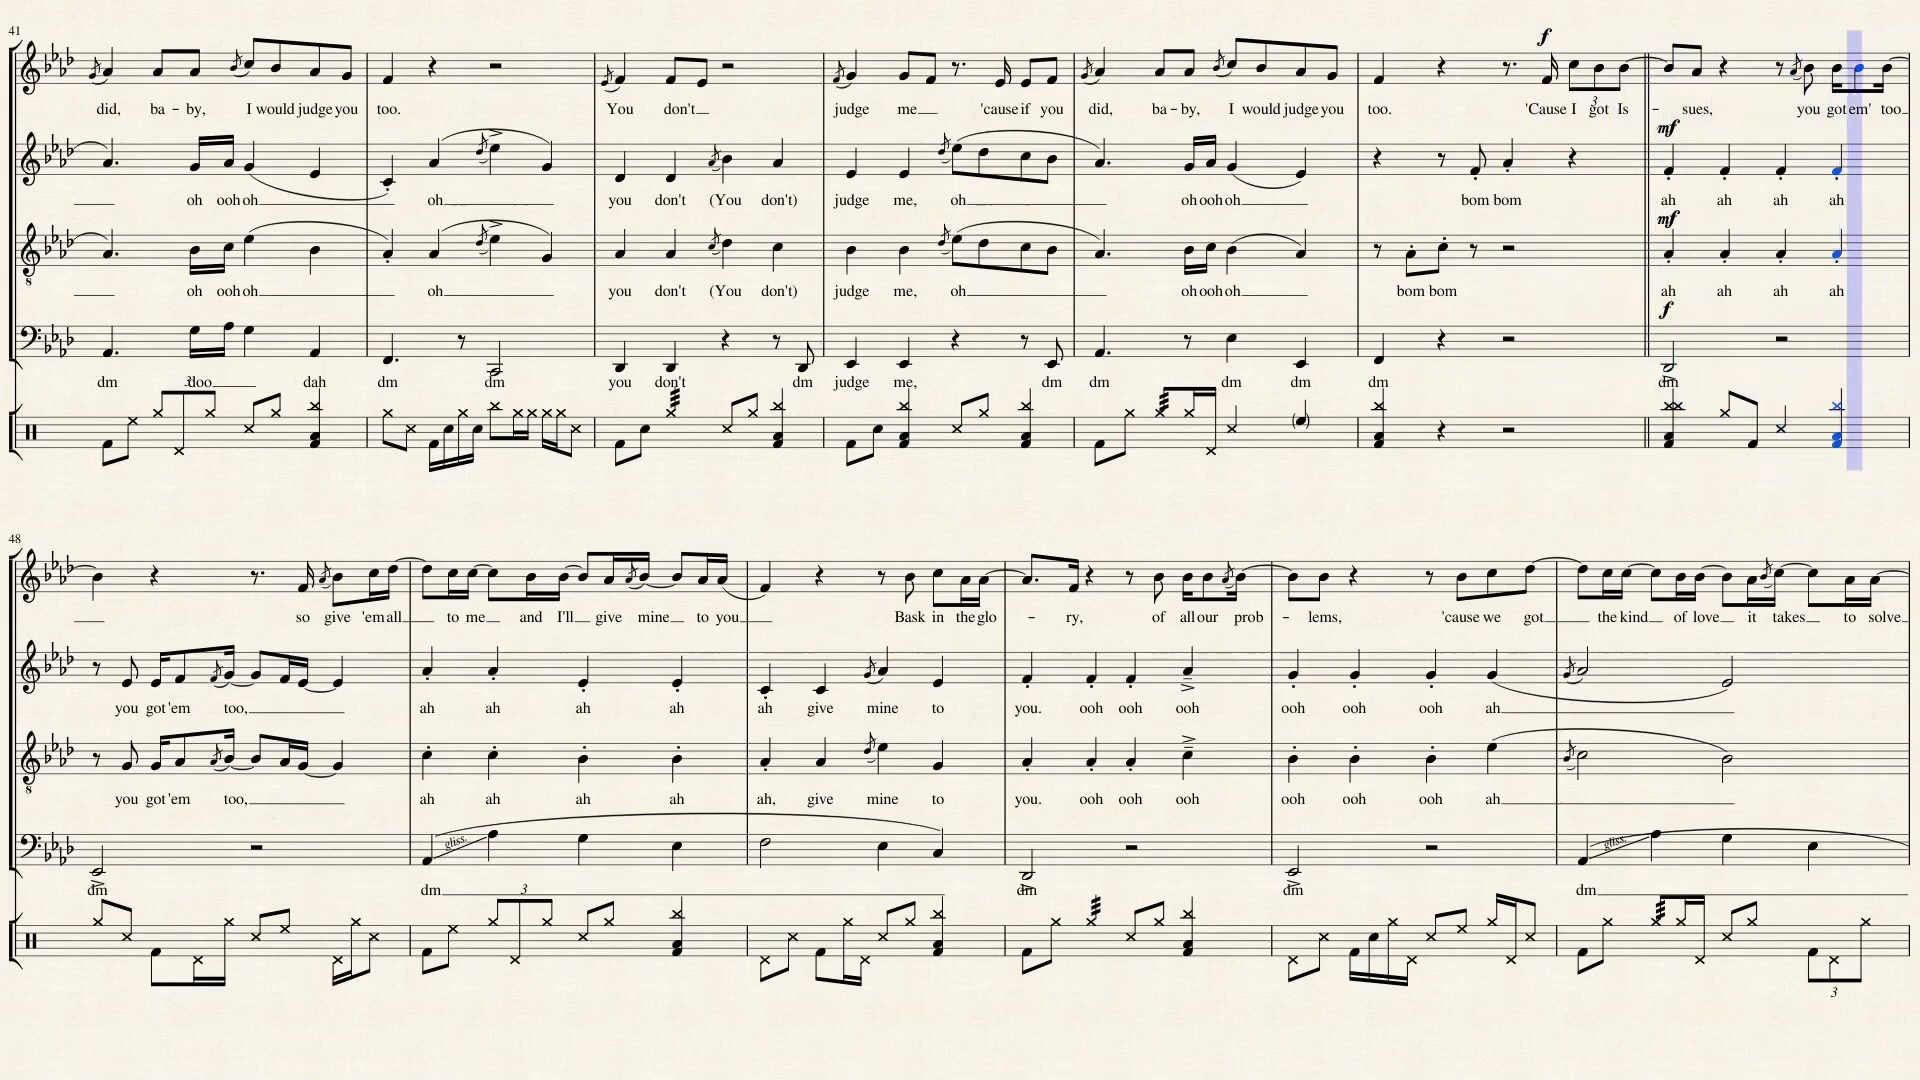 41
f
did, ba - by, I would judge you too. You don't judge me 'cause if you did, ba - by, I would judge you too. 'Cause I got Is - sues, you got em' too
3
mf
oh ooh oh oh you don't (You don't) judge me, oh oh ooh oh bom bom ah ah ah ah
mf
oh ooh oh oh you don't (You don't) judge me, oh oh ooh oh bom bom ah ah ah ah
f
dm doo dah dm dm you don't dm judge me, dm dm dm dm dm dm
3
48
so give 'em all to me and I'll give mine to you Bask in the glo - ry, of all our prob - lems, 'cause we got the kind of love it takes to solve
you got 'em too, ah ah ah ah ah give mine to you. ooh ooh ooh ooh ooh ooh ah
you got 'em too, ah ah ah ah ah, give mine to you. ooh ooh ooh ooh ooh ooh ah
gliss. gliss.
dm dm dm dm dm
3
3